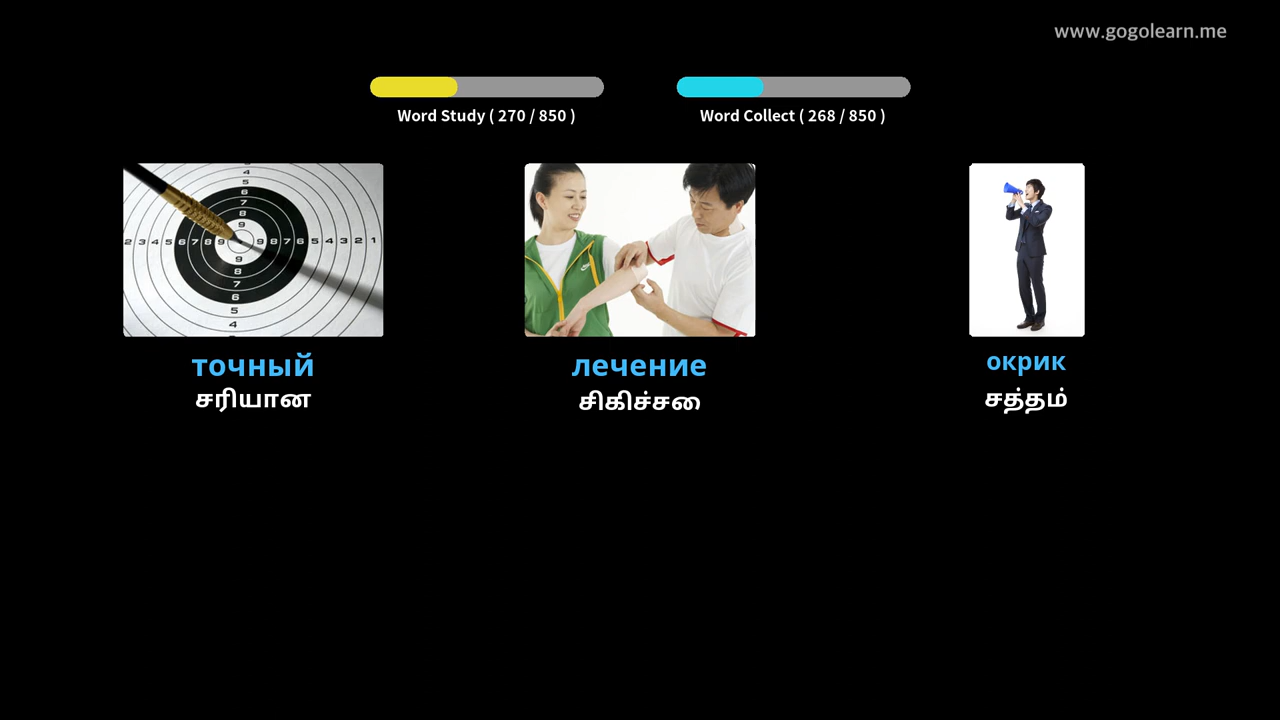 www.gogolearn.me
Word Study ( 270 / 850 )
Word Collect ( 268 / 850 )
точный
சரியான
лечение
சிகிச்சை
окрик
சத்தம்